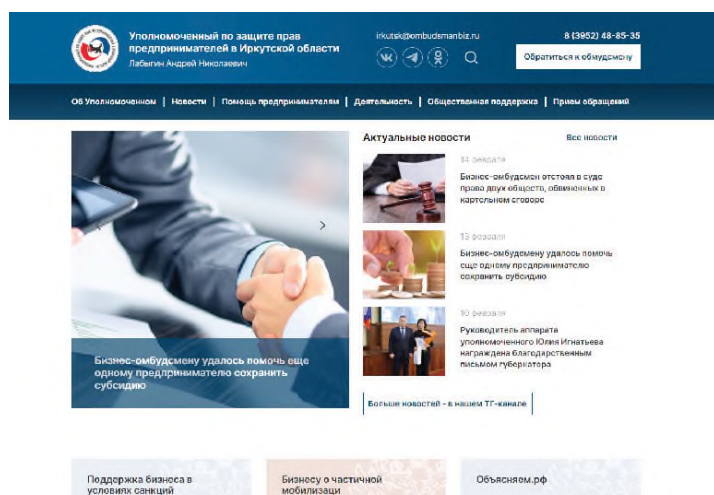 Уполномоченный по защите прав
предпринимателей в Иркутской области
Лабыгин Андрей Николаевич
irkutsk@ombudsmanbiz.ru
8 (3952) 48-85-35
Обратиться к обмудсмену
Об Уполномоченном | Новости | Помощь предпринимателям | Деятельность | Общественная поддержка | Прием обращений
Бизнес-омбудсмену удалось помочь еще
одному предпринимателю сохранить
субсидию
Актуальные новости
Все новости
14 февраля
Бизнес-омбудсмен отстоял в суде
права двух обществ, обвиненных в
картельном сговоре
13 февраля
Бизнес-омбудсмену удалось помочь
еще одному предпринимателю
сохранить субсидию
10 февраля
Руководитель аппарата
уполномоченного Юлия Игнатьева
награждена благодарственным
письмом губернатора
Больше новостей - в нашем ТГ-канале
Поддержка бизнеса в
условиях санкций
Бизнесу о частичной
мобилизаци
Объясняем.рф